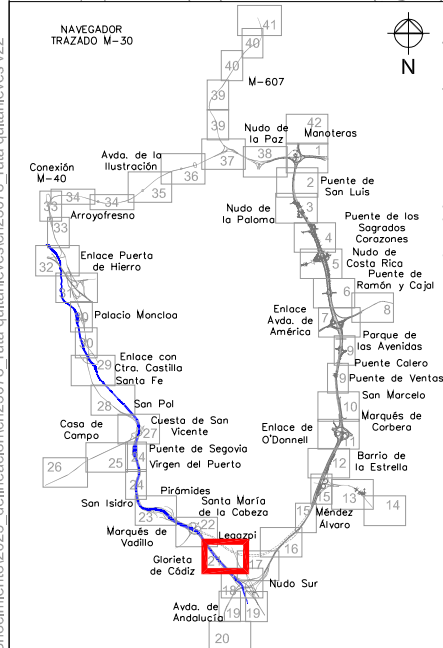 NAVEGADOR
TRAZADO M-30
N
41
40
40
M-607
39
39
42
Nudo de
la Paz
Manoteras
1
Avda. de la
Ilustración
37
38
36
35
34
34
Conexión
M-40
33
Arroyofresno
33
2
Puente de
San Luis
Nudo de
la Paloma
3
Puente de los
Sagrados
Corazones
4
Nudo de
Costa Rica
5
32
Enlace Puerta
de Hierro
Puente de
Ramón y Cajal
6
8
Enlace
Avda. de
América
7
Palacio Moncloa
Parque de
las Avenidas
9
Puente Calero
29
Enlace con
Ctra. Castilla
Santa Fe
9
Puente de Ventas
28
San Pol
10
San Marcelo
Marqués de
Corbera
Casa de
Campo
Cuesta de San
Vicente
27
Enlace de
O'Donnell
Puente de Segovia
Virgen del Puerto
25
26
24
12
Barrio de
la Estrella
Pirámides
15
13
14
San Isidro
23
Santa María
de la Cabeza
22
Méndez
Álvaro
15
Marqués de
Vadillo
Legazpi
16
Glorieta
de Cádiz
17
18
Nudo Sur
Avda. de
Andalucía
19
19
20